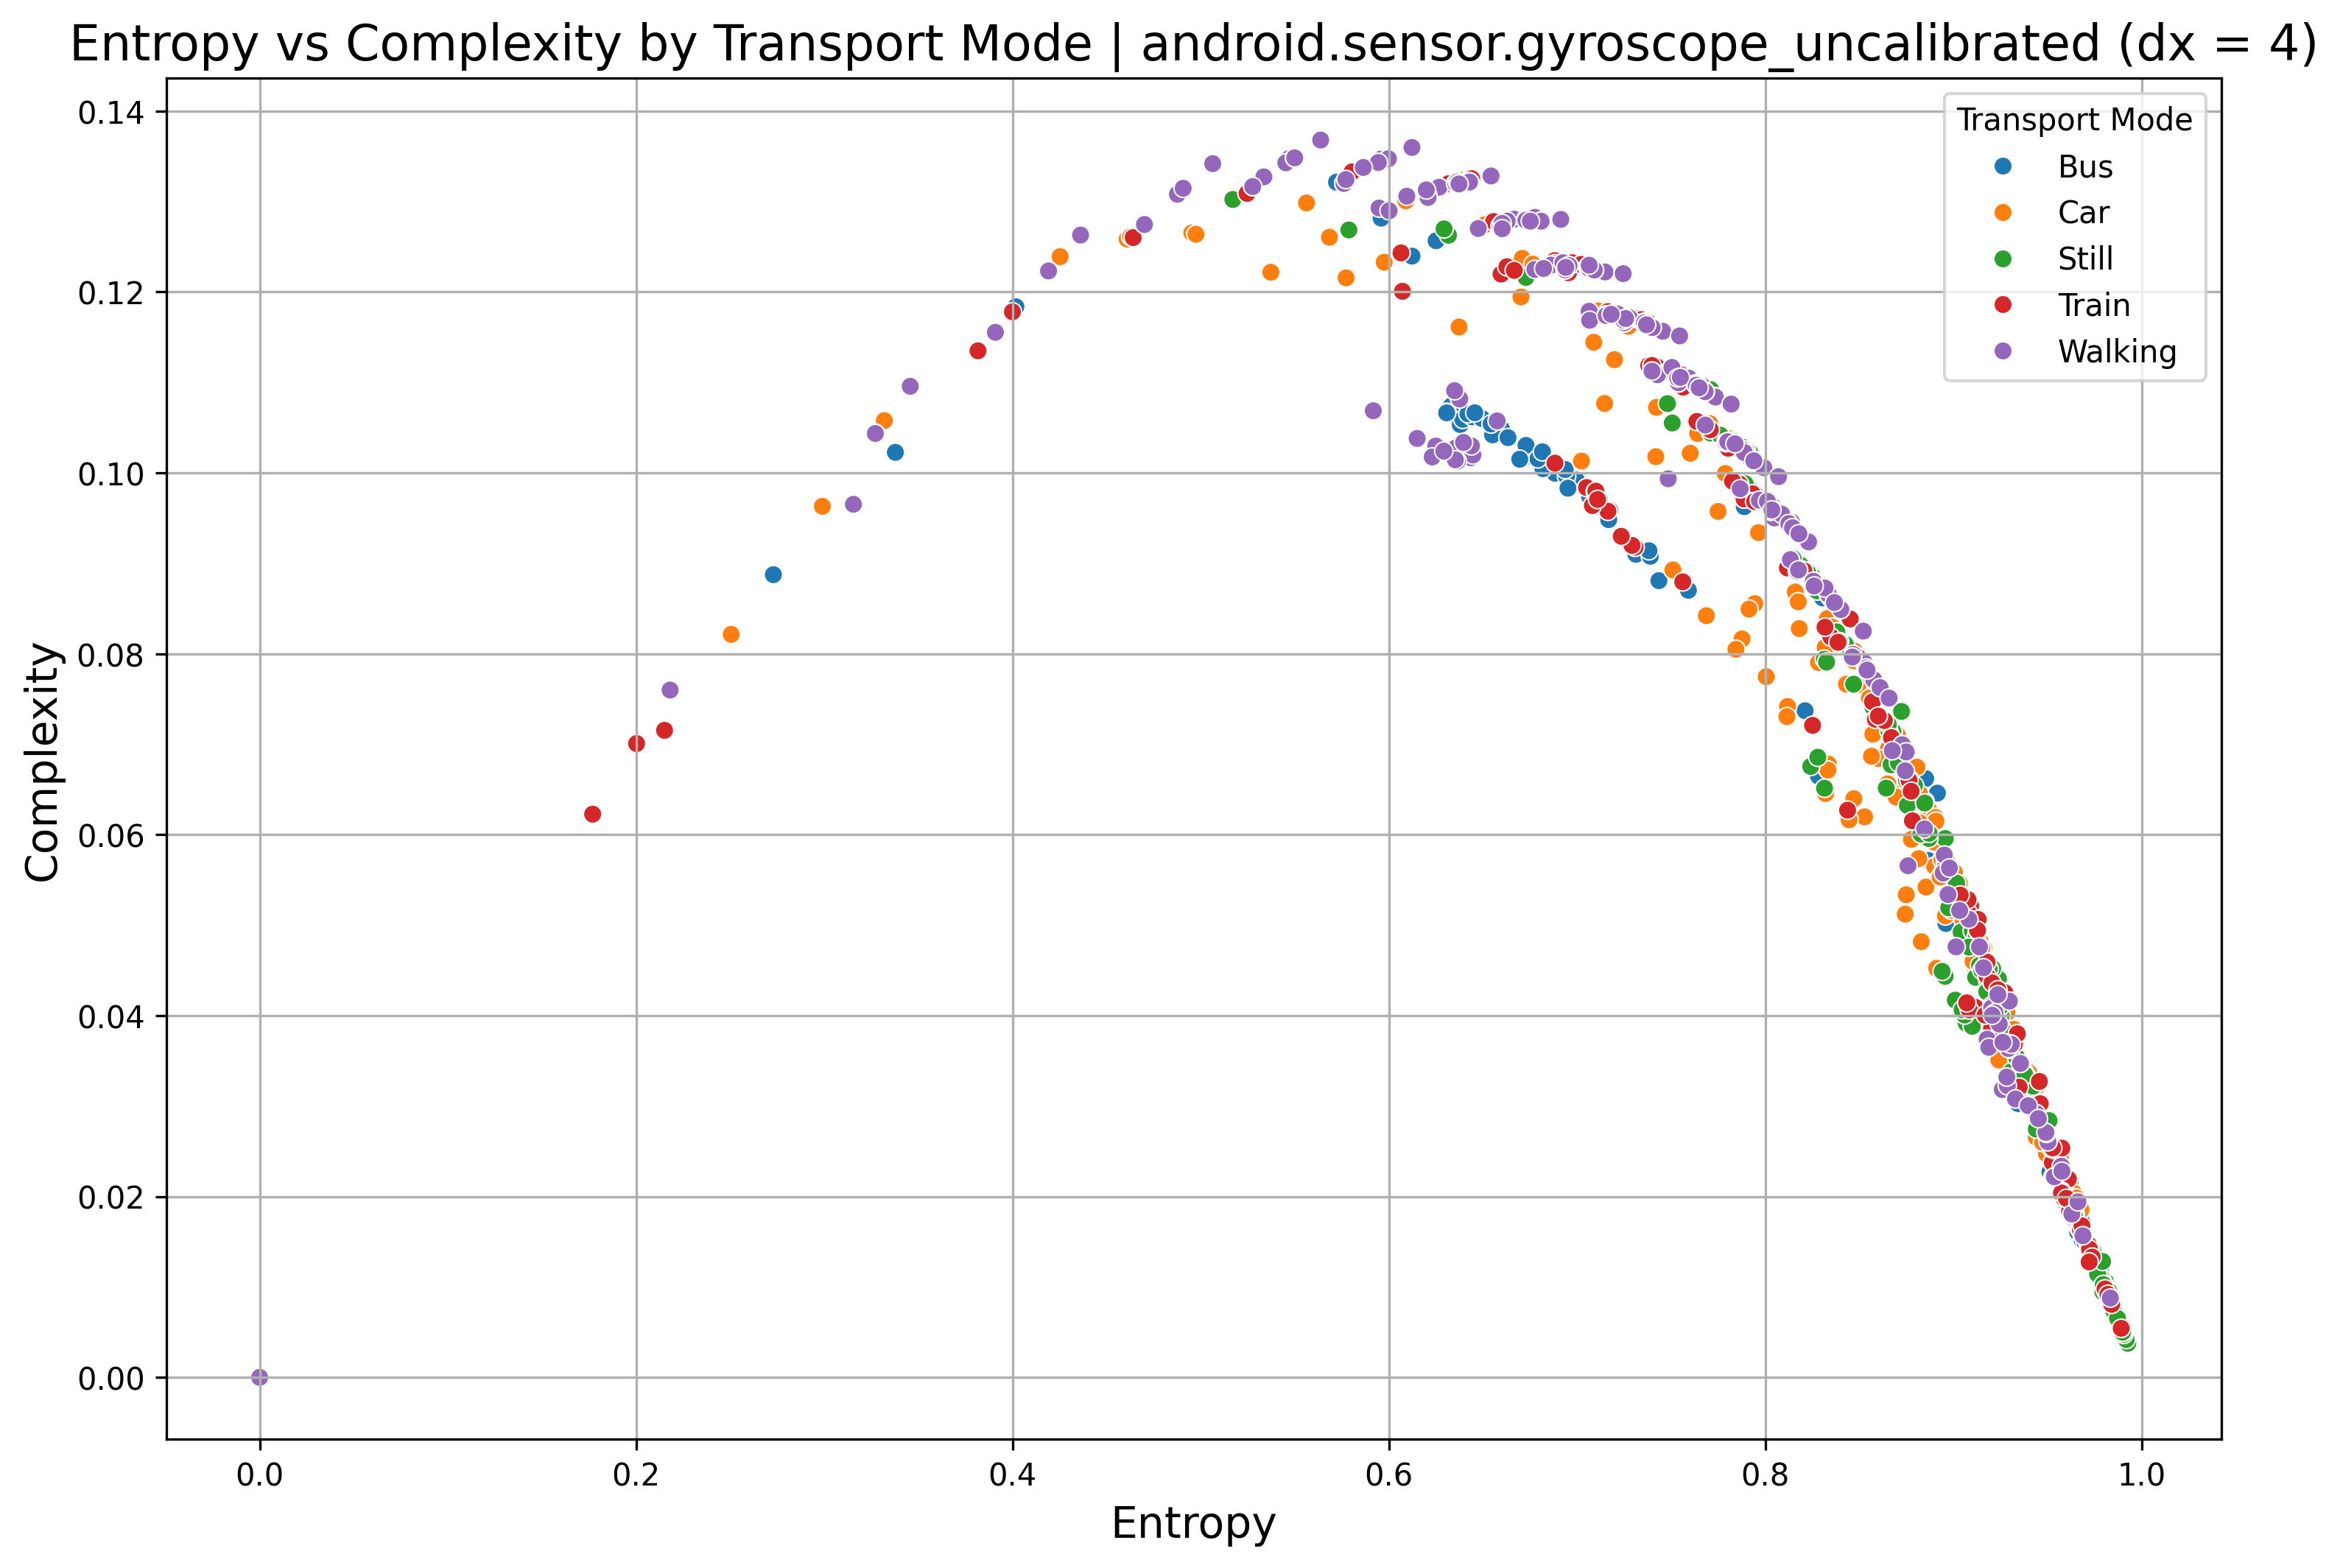 Entropy vs Complexity by Transport Mode | android.sensor.gyroscope_uncalibrated (dx = 4)
Transport Mode
Bus
Car
Still
Train
Walking
Complexity
0.14
0.12
0.10
0.08
0.06
0.04
0.02
0.00
0.0 0.2 0.4 0.6 0.8 1.0
Entropy